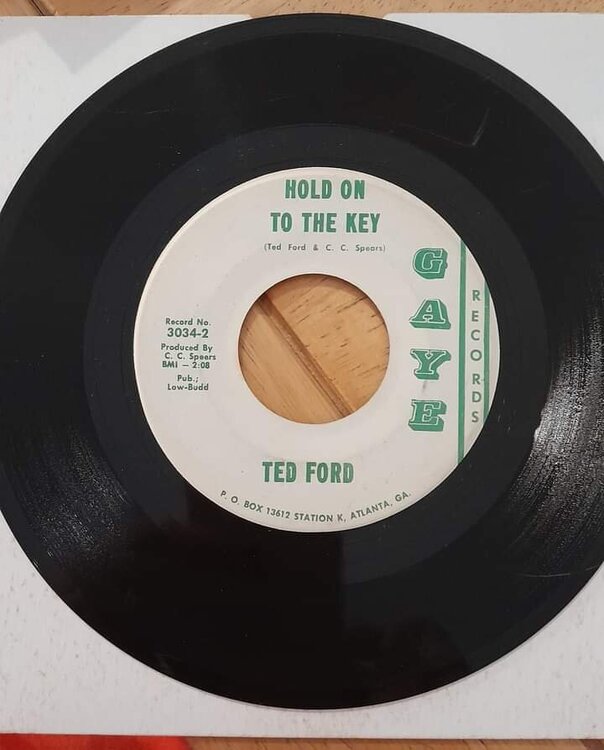 HOLD ON
TO THE KEY
(Ted Ford & C. C. Spears)
GAYE
RECORDS
Record No.
3034-2
Produced By
C. C. Speers
BMI — 2:08
Pub.;
Low-Budd
TED FORD
P. O. BOX 13612 STATION K, ATLANTA, GA.